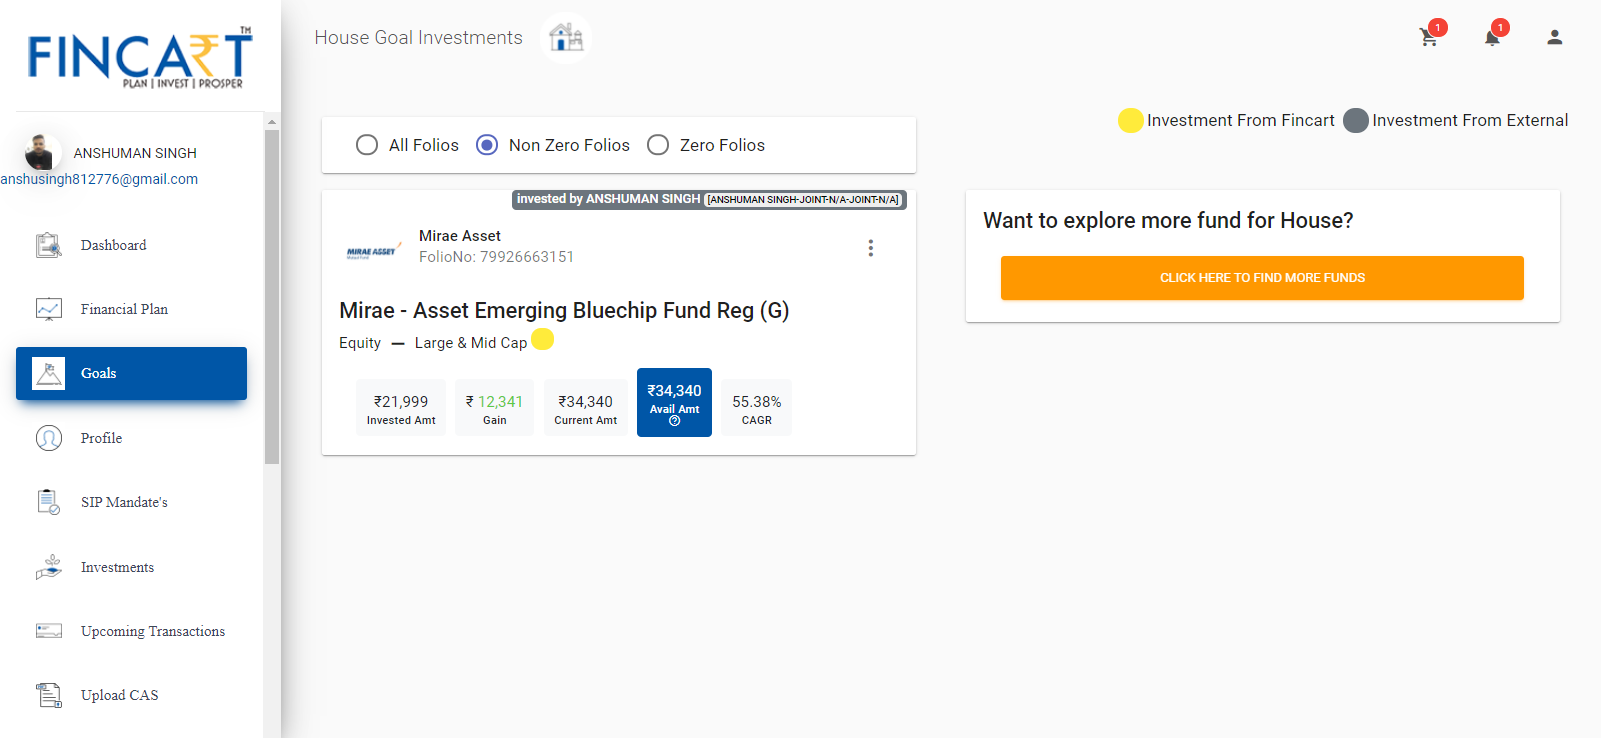 FINCART TM
PLAN | INVEST | PROSPER
ANSHUMAN SINGH
anshusingh812776@gmail.com
Dashboard
Financial Plan
Goals
Profile
SIP Mandate's
Investments
Upcoming Transactions
Upload CAS
House Goal Investments
1
1
Investment From Fincart
Investment From External
All Folios
Non Zero Folios
Zero Folios
invested by ANSHUMAN SINGH [ANSHUMAN SINGH-JOINT-N/A-JOINT-N/A]
MIRAE ASSET
Mutual Fund
Mirae Asset
FolioNo: 79926663151
Mirae - Asset Emerging Bluechip Fund Reg (G)
Equity — Large & Mid Cap
₹21,999
Invested Amt
₹ 12,341
Gain
₹34,340
Current Amt
₹34,340
Avail Amt
?
55.38%
CAGR
Want to explore more fund for House?
CLICK HERE TO FIND MORE FUNDS